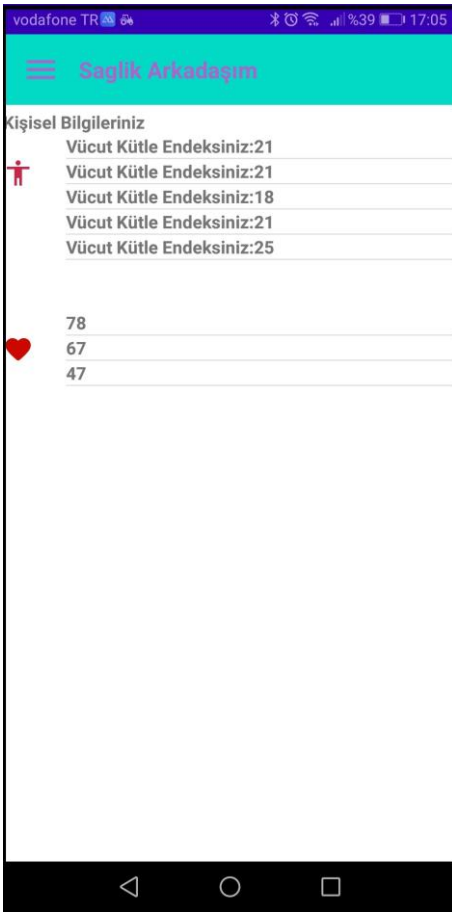 vodafone TR %39 17:05
Saglik Arkadaşım
Kişisel Bilgileriniz
Vücut Kütle Endeksiniz:21
Vücut Kütle Endeksiniz:21
Vücut Kütle Endeksiniz:18
Vücut Kütle Endeksiniz:21
Vücut Kütle Endeksiniz:25
78
67
47